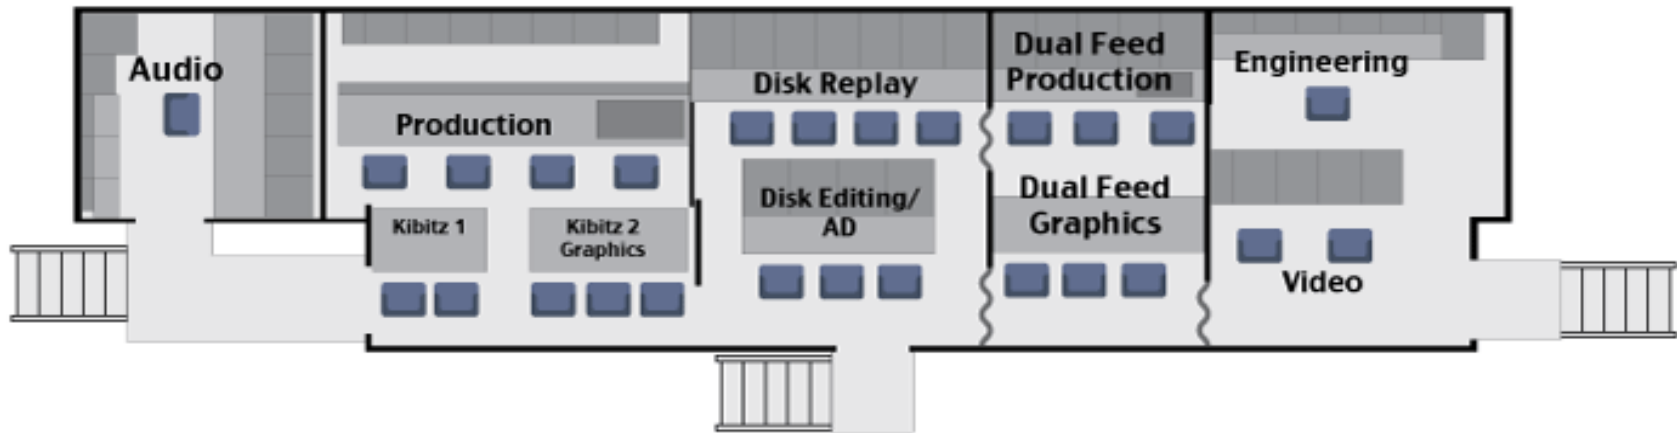 Audio
Production
Kibitz 1
Kibitz 2
Graphics
Disk Replay
Disk Editing/
AD
Dual Feed
Production
Dual Feed
Graphics
Engineering
Video